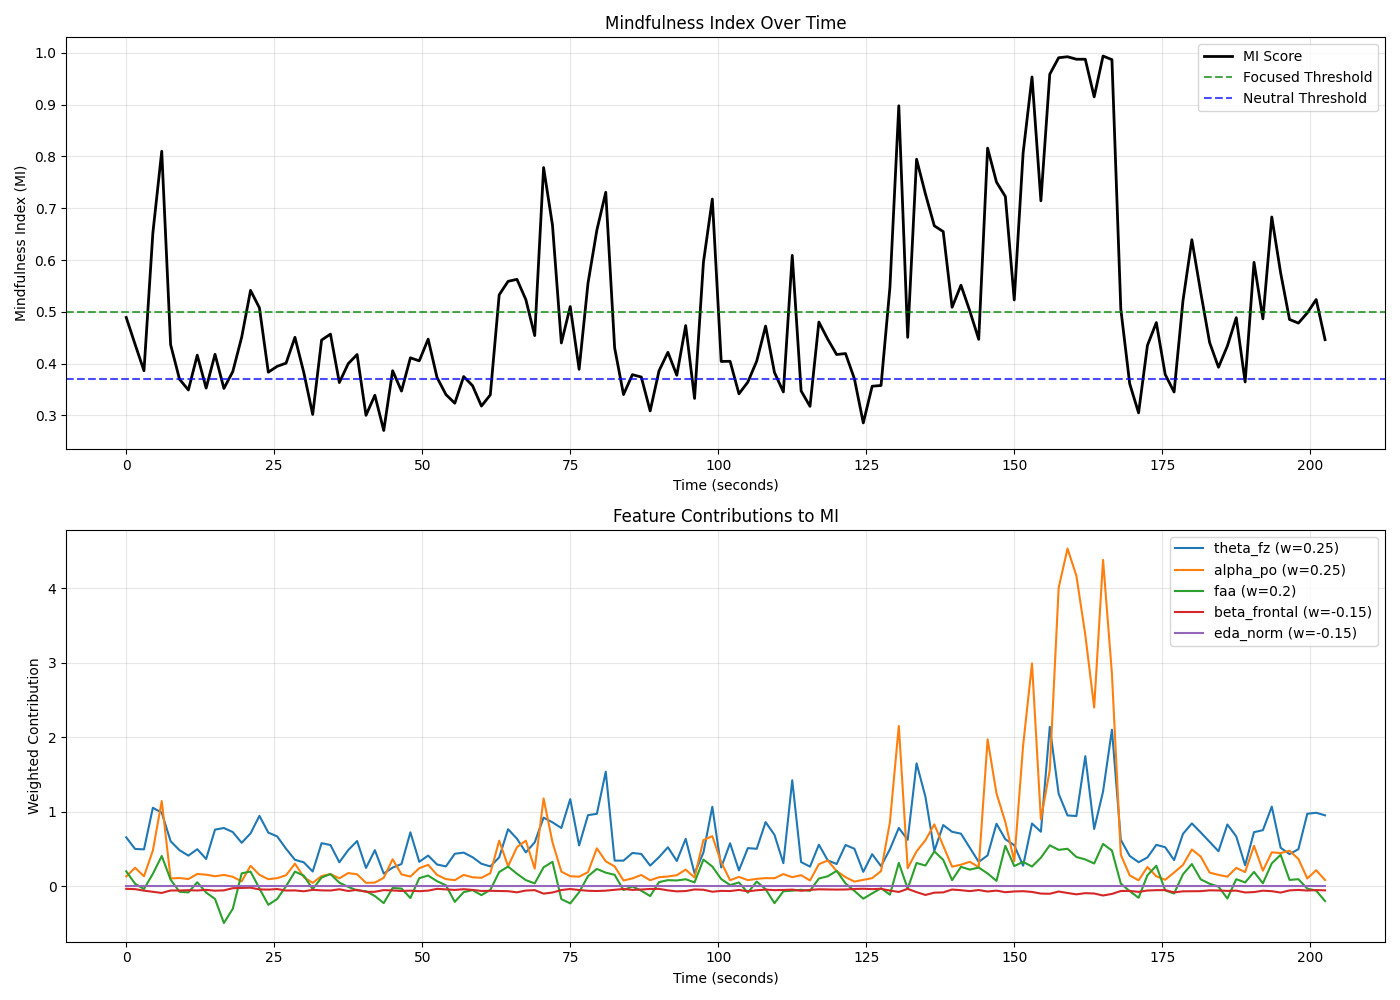 Mindfulness Index Over Time
Mindfulness Index (MI)
1.0
0.9
0.8
0.7
0.6
0.5
0.4
0.3
MI Score
Focused Threshold
Neutral Threshold
0 25 50 75 100 125 150 175 200
Time (seconds)
Feature Contributions to MI
Weighted Contribution
4
3
2
1
0
theta_fz (w=0.25)
alpha_po (w=0.25)
faa (w=0.2)
beta_frontal (w=-0.15)
eda_norm (w=-0.15)
0 25 50 75 100 125 150 175 200
Time (seconds)